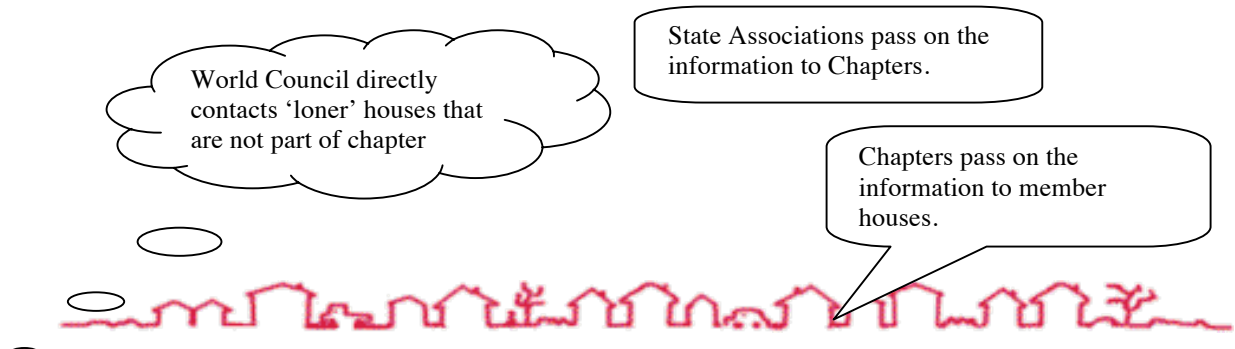 World Council directly
contacts ‘loner’ houses that
are not part of chapter
State Associations pass on the
information to Chapters.
Chapters pass on the
information to member
houses.